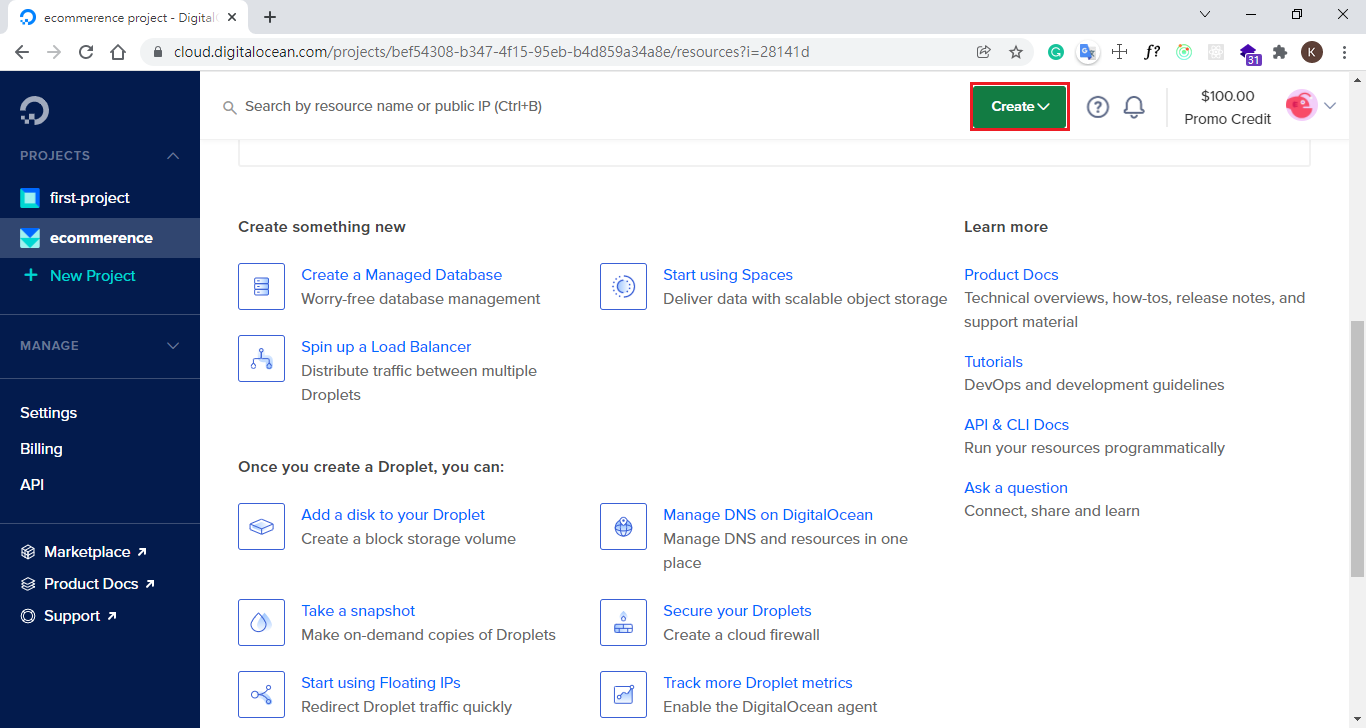 ecommerence project - Digital
cloud.digitalocean.com/projects/bef54308-b347-4f15-95eb-b4d859a34a8e/resources?i=28141d
f?
31
K
Search by resource name or public IP (Ctrl+B)
Create
?
$100.00
Promo Credit
PROJECTS
first-project
ecommerence
+ New Project
MANAGE
Settings
Billing
API
Marketplace
Product Docs
Support
Create something new
Create a Managed Database
Worry-free database management
Start using Spaces
Deliver data with scalable object storage
Spin up a Load Balancer
Distribute traffic between multiple
Droplets
Once you create a Droplet, you can:
Add a disk to your Droplet
Create a block storage volume
Manage DNS on DigitalOcean
Manage DNS and resources in one
place
Take a snapshot
Make on-demand copies of Droplets
Secure your Droplets
Create a cloud firewall
Start using Floating IPs
Redirect Droplet traffic quickly
Track more Droplet metrics
Enable the DigitalOcean agent
Learn more
Product Docs
Technical overviews, how-tos, release notes, and
support material
Tutorials
DevOps and development guidelines
API & CLI Docs
Run your resources programmatically
Ask a question
Connect, share and learn